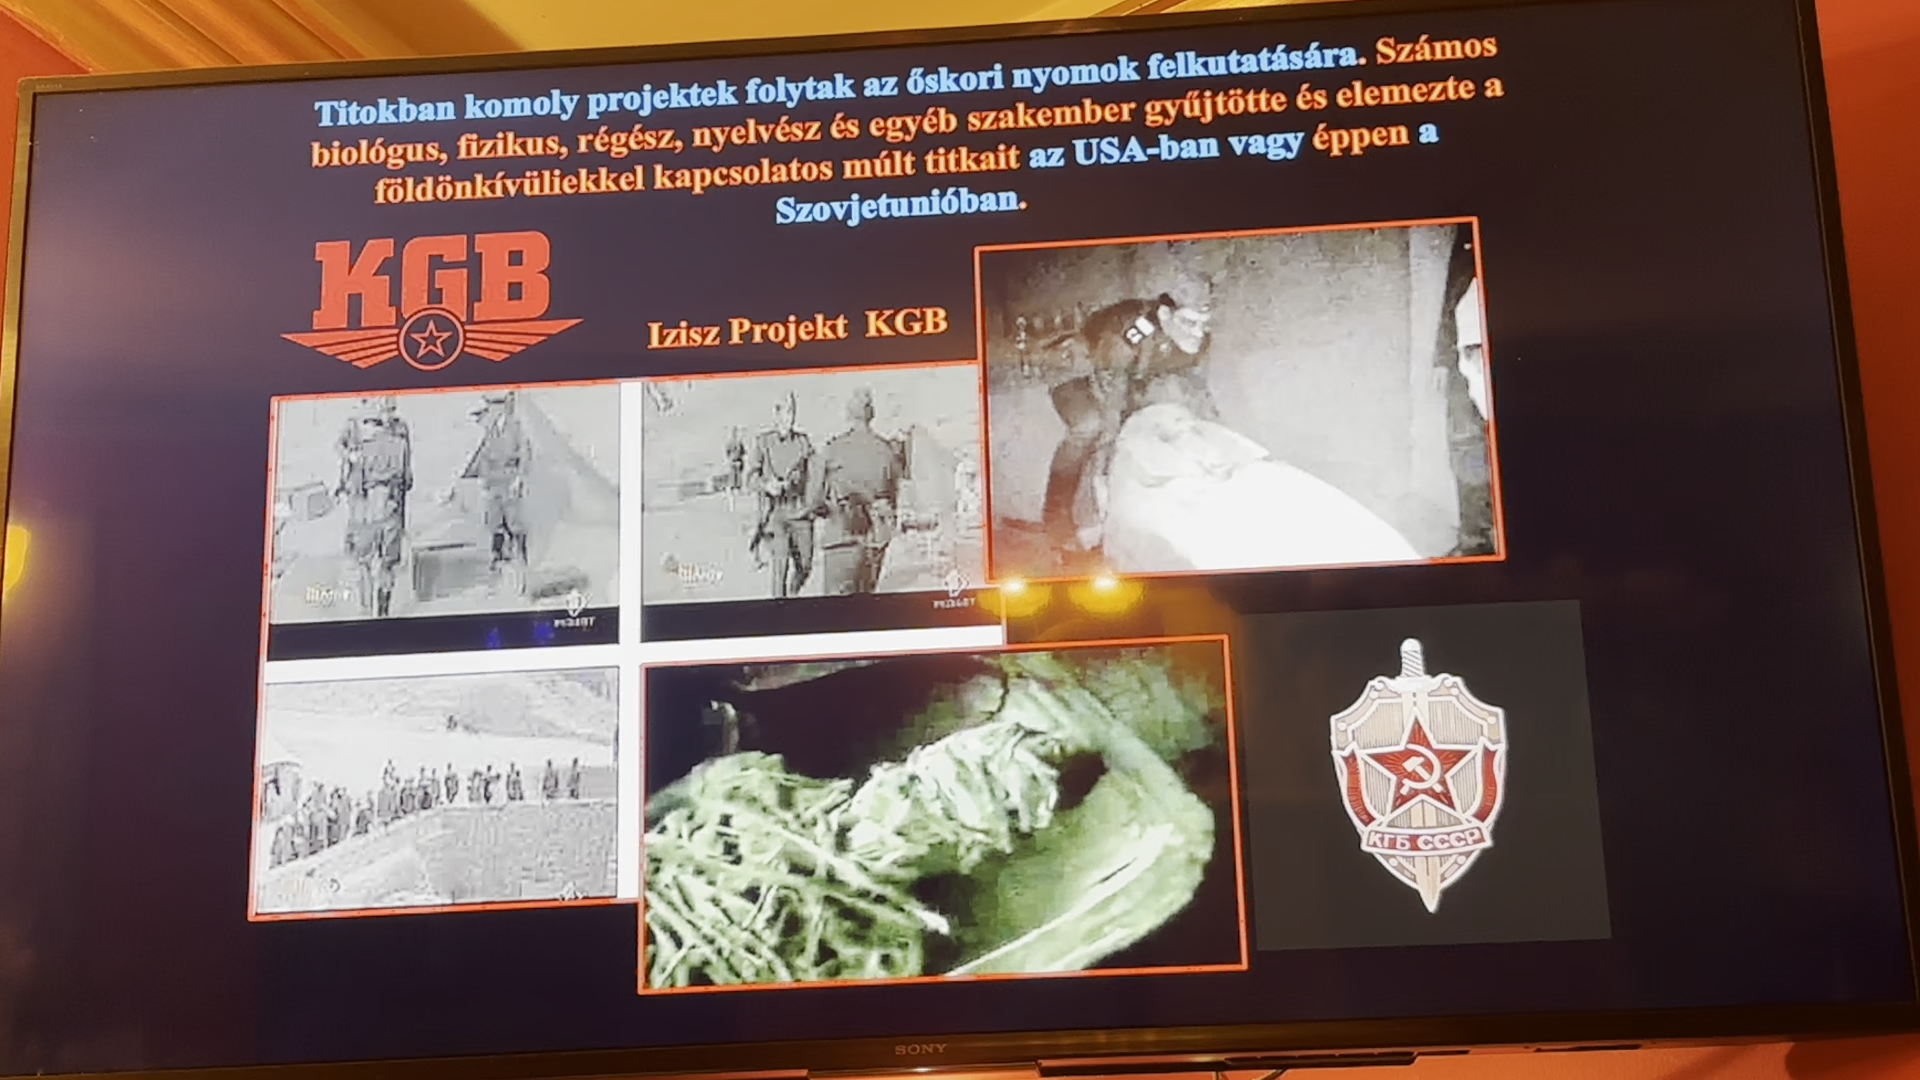 Titokban komoly projektek folytak az őskori nyomok felkutatására. Számos
biológus, fizikus, régész, nyelvész és egyéb szakember gyűjtötte és elemezte a
földönkívüliekkel kapcsolatos múlt titkait az USA-ban vagy éppen a
Szovjetunióban.
KGB
Izisz Projekt KGB
КГБ СССР
SONY